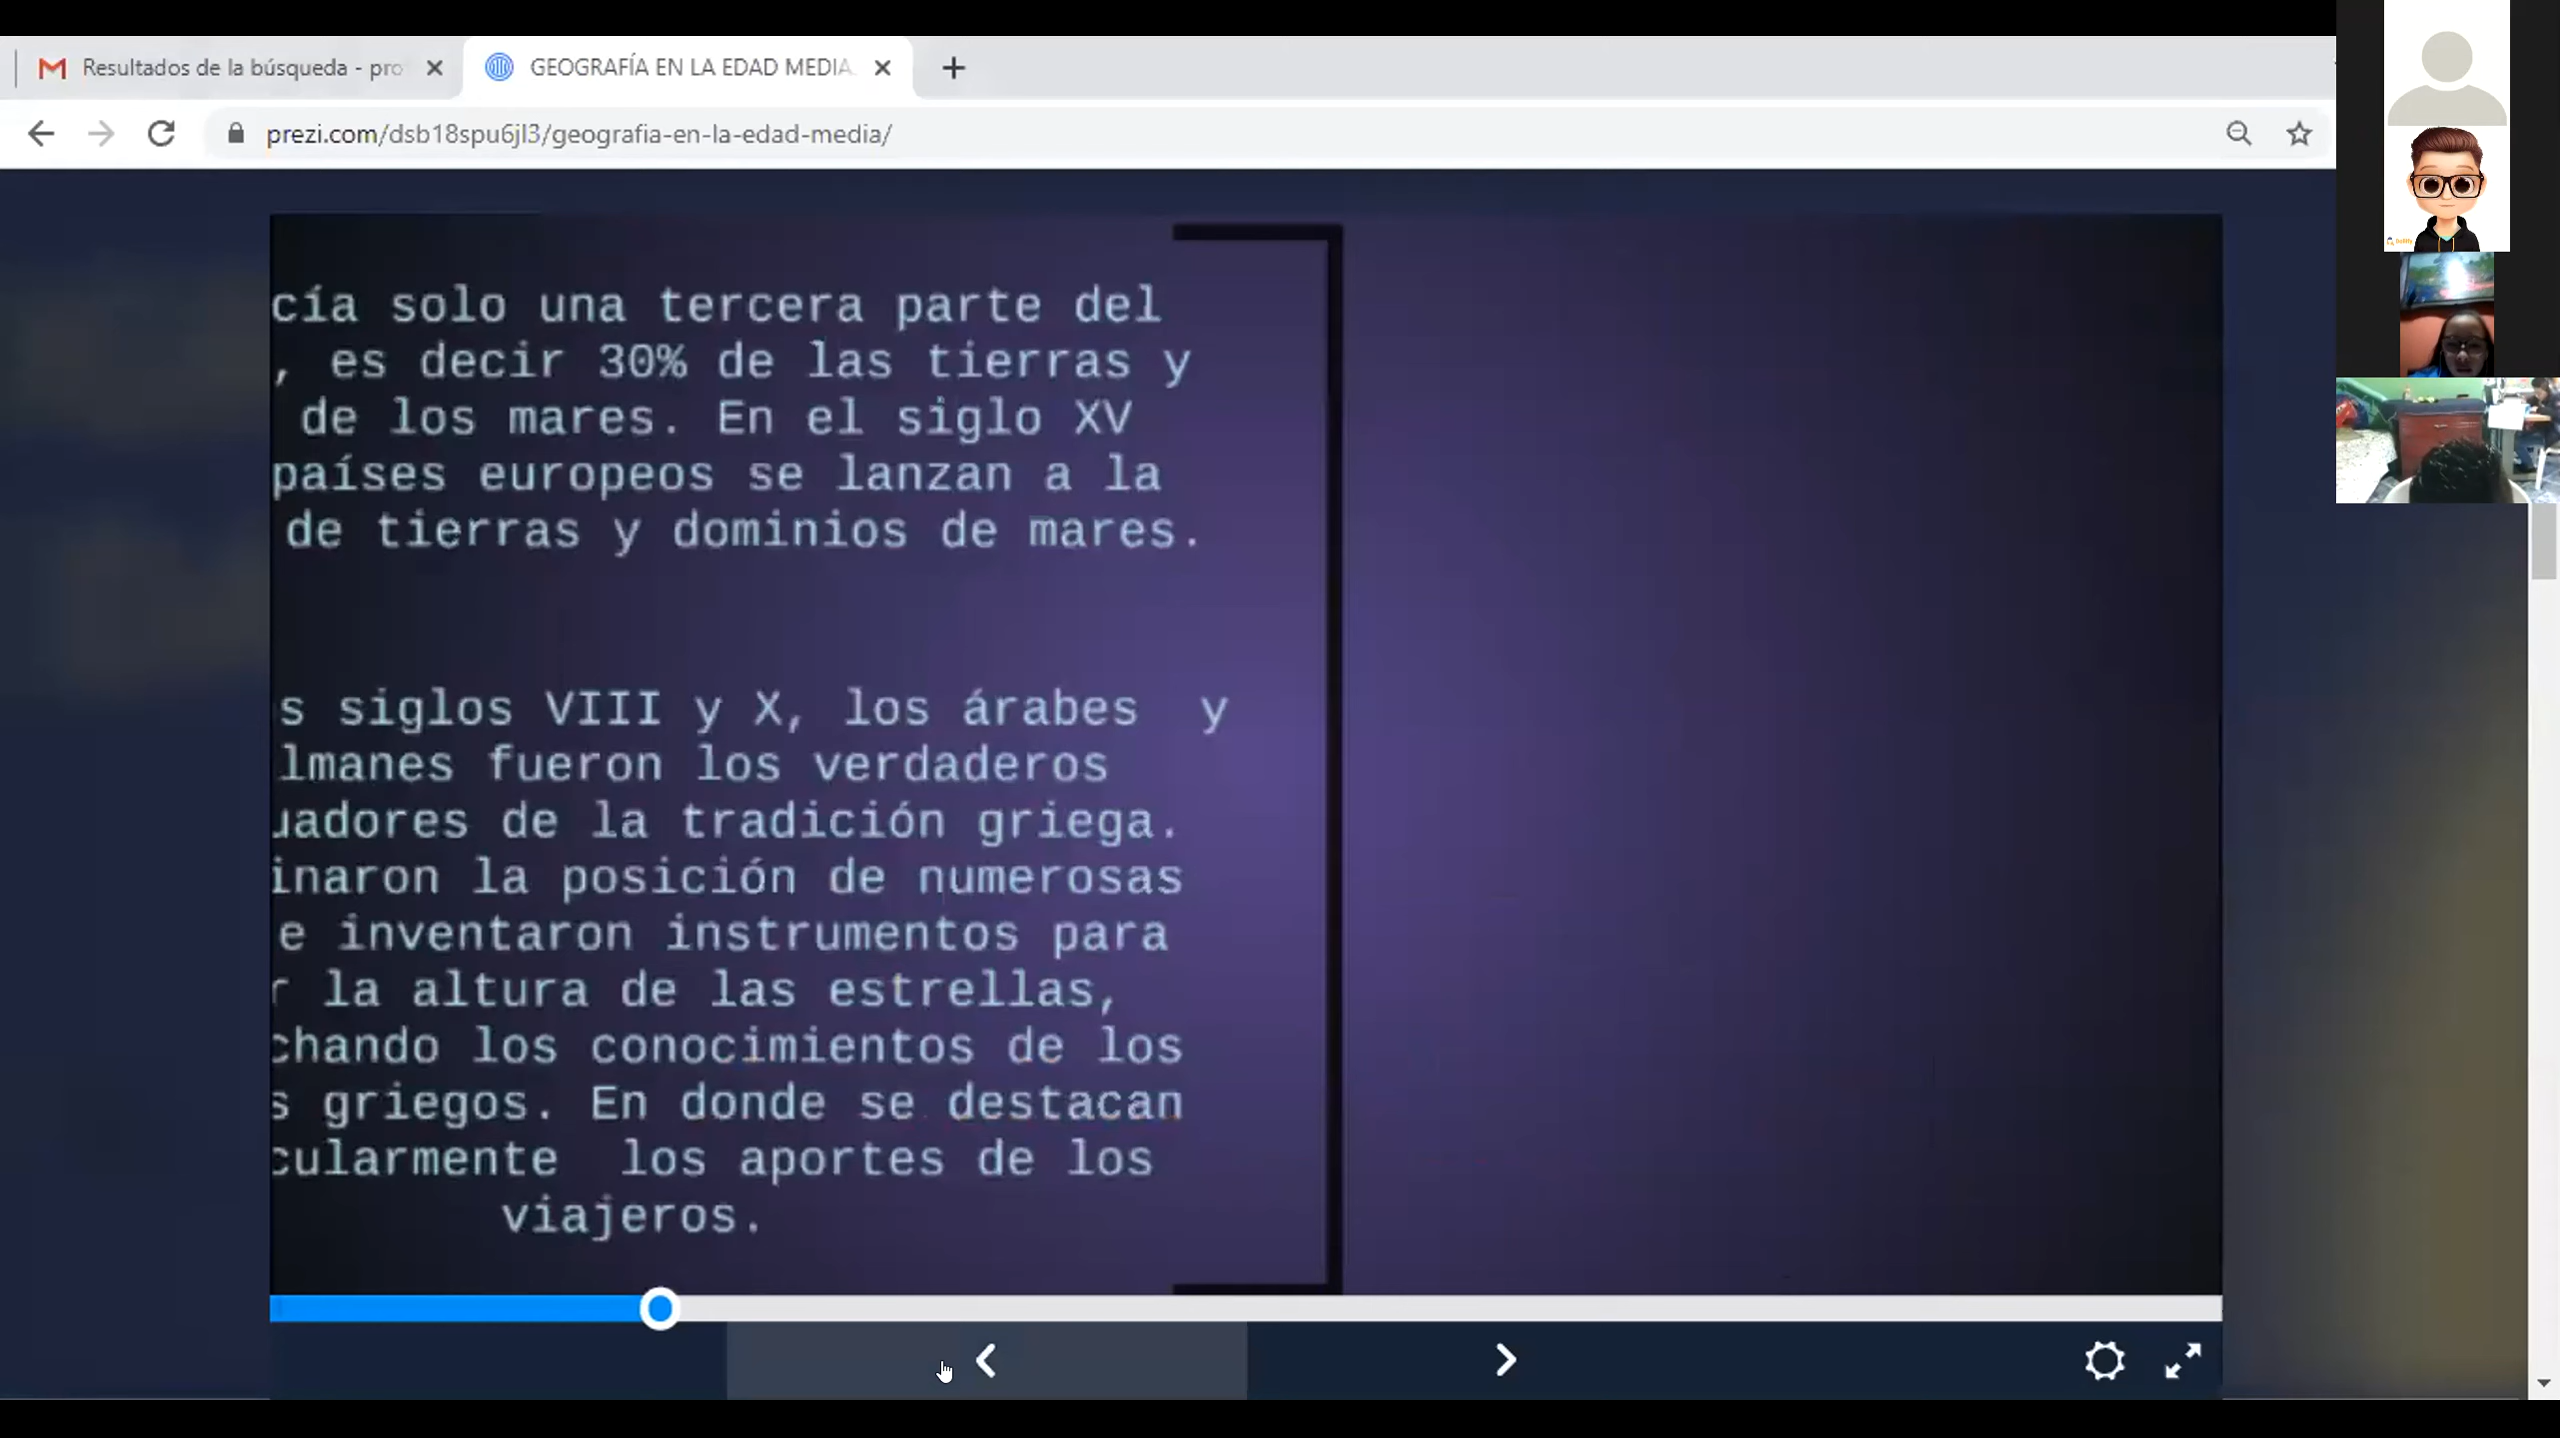 Resultados de la búsqueda - pro
GEOGRAFÍA EN LA EDAD MEDIA
prezi.com/dsb18spu6jl3/geografia-en-la-edad-media/
cía solo una tercera parte del
, es decir 30% de las tierras y
de los mares. En el siglo XV
países europeos se lanzan a la
de tierras y dominios de mares.
s siglos VIII y X, los árabes y
lmanes fueron los verdaderos
uadores de la tradición griega.
inaron la posición de numerosas
e inventaron instrumentos para
r la altura de las estrellas,
chando los conocimientos de los
s griegos. En donde se destacan
cularmente los aportes de los
viajeros.